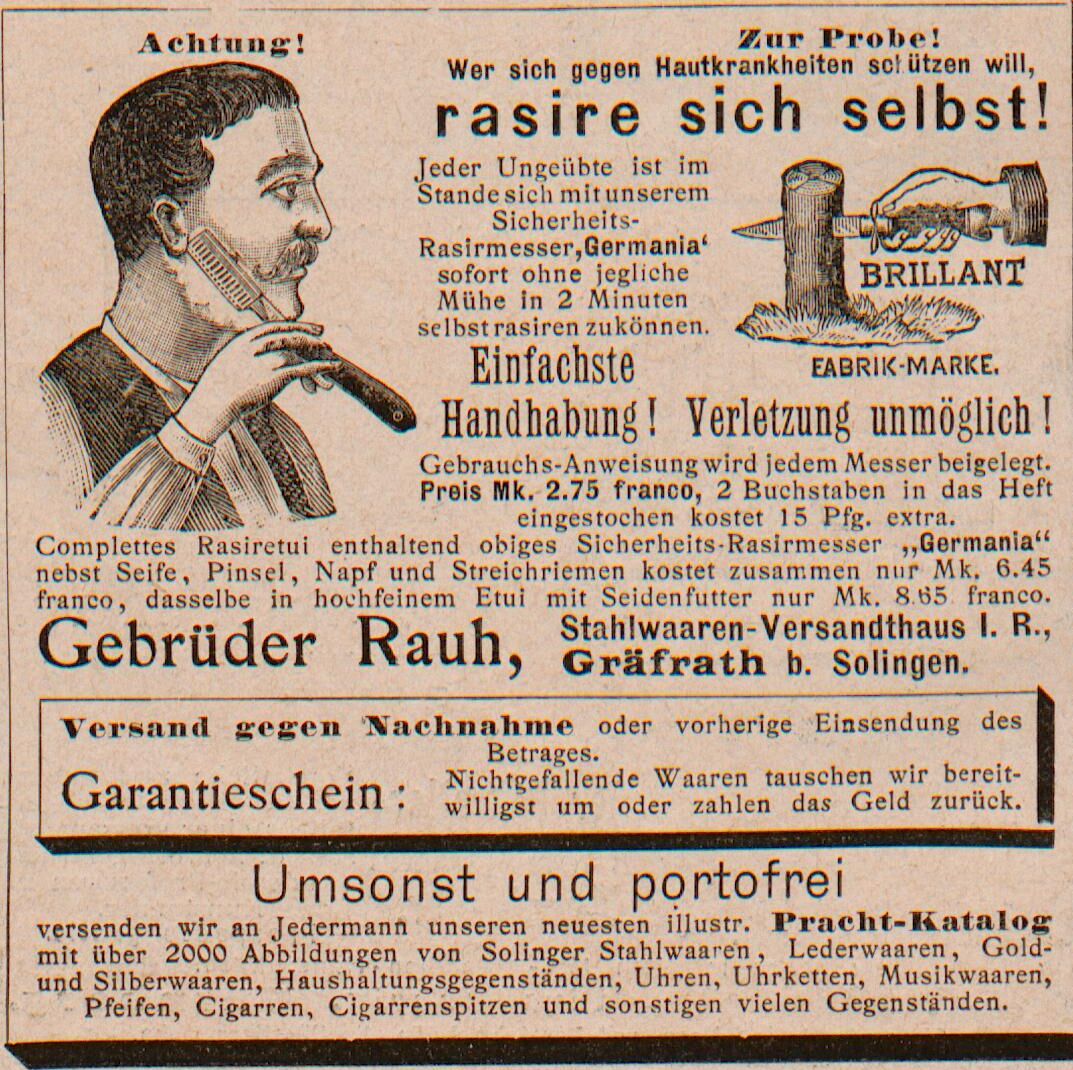 Achtung!
Zur Probe!
Wer sich gegen Hautkrankheiten schützen will,
rasire sich selbst!
Jeder Ungeübte ist im
Stande sich mit unserem
Sicherheits-
Rasirmesser‚Germania‘
sofort ohne jegliche
Mühe in 2 Minuten
selbst rasiren zu können.
BRILLANT
FABRIK-MARKE.
Einfachste
Handhabung! Verletzung unmöglich!
Gebrauchs-Anweisung wird jedem Messer beigelegt.
Preis Mk. 2.75 franco, 2 Buchstaben in das Heft
eingestochen kostet 15 Pfg. extra.
Complettes Rasiretui enthaltend obiges Sicherheits-Rasirmesser „Germania“
nebst Seife, Pinsel, Napf und Streichriemen kostet zusammen nur Mk. 6.45
franco, dasselbe in hochfeinem Etui mit Seidenfutter nur Mk. 8.65 franco.
Gebrüder Rauh,
Stahlwaaren-Versandthaus I. R.,
Gräfrath b. Solingen.
Versand gegen Nachnahme oder vorherige Einsendung des
Betrages.
Garantieschein:
Nichtgefallende Waaren tauschen wir bereit-
willigst um oder zahlen das Geld zurück.
Umsonst und portofrei
versenden wir an Jedermann unseren neuesten illustr. Pracht-Katalog
mit über 2000 Abbildungen von Solinger Stahlwaaren, Lederwaaren, Gold-
und Silberwaaren, Haushaltungsgegenständen, Uhren, Uhrketten, Musikwaaren,
Pfeifen, Cigarren, Cigarrenspitzen und sonstigen vielen Gegenständen.